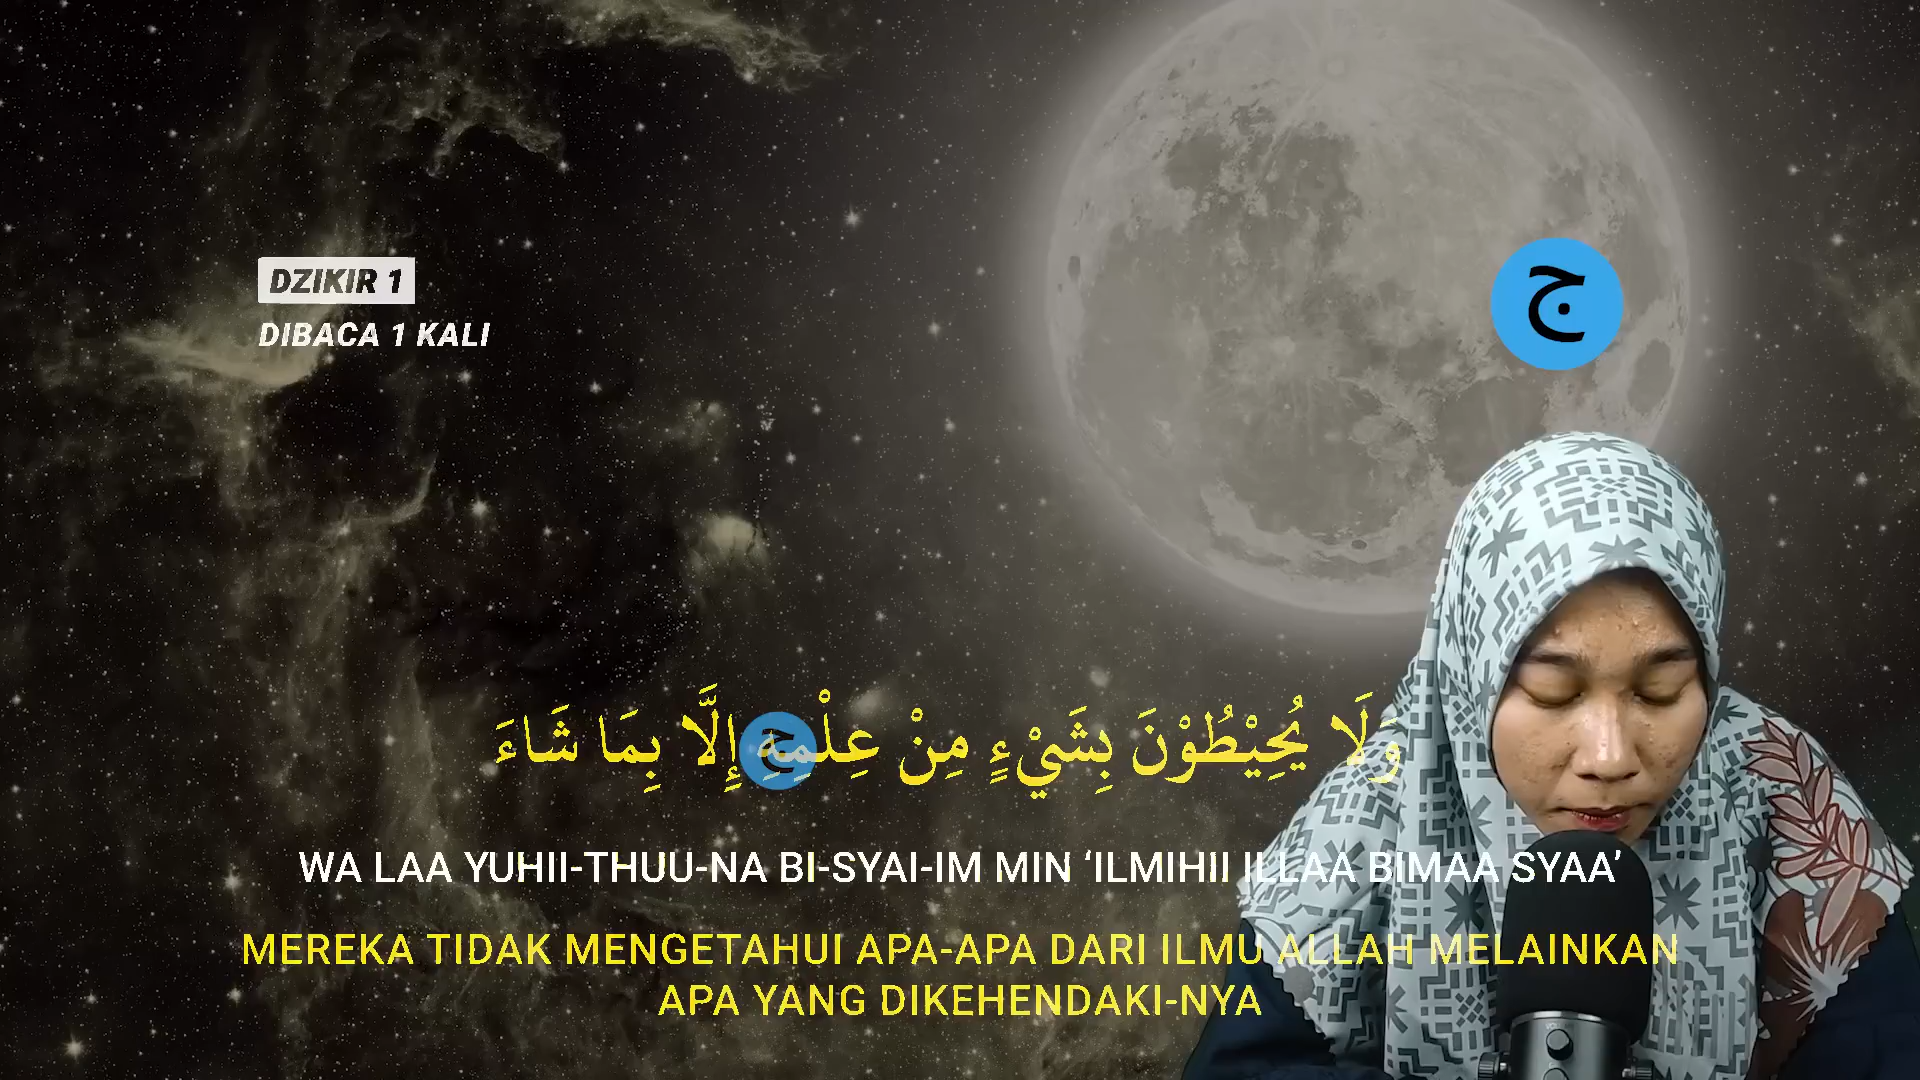 DZIKIR 1
DIBACA 1 KALI
ج
وَلَا يُحِيْطُوْنَ بِشَيْءٍ مِنْ عِلْمِهِ إِلَّا بِمَا شَاءَ
ج
WA LAA YUHII-THUU-NA BI-SYAI-IM MIN ‘ILMIHII ILLAA BIMAA SYAA’
MEREKA TIDAK MENGETAHUI APA-APA DARI ILMU ALLAH MELAINKAN
APA YANG DIKEHENDAKI-NYA